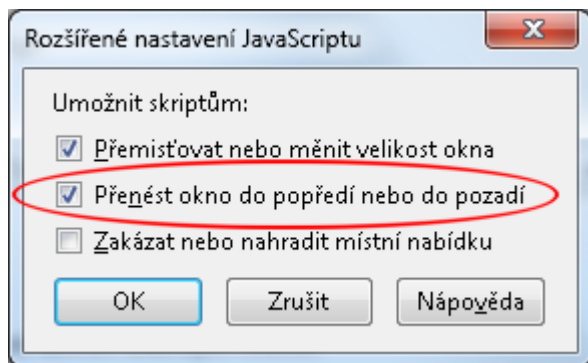 Rozšířené nastavení JavaScriptu
Umožnit skriptům:
Přemisťovat nebo měnit velikost okna
Přenést okno do popředí nebo do pozadí
Zakázat nebo nahradit místní nabídku
OK Zrušit Nápověda